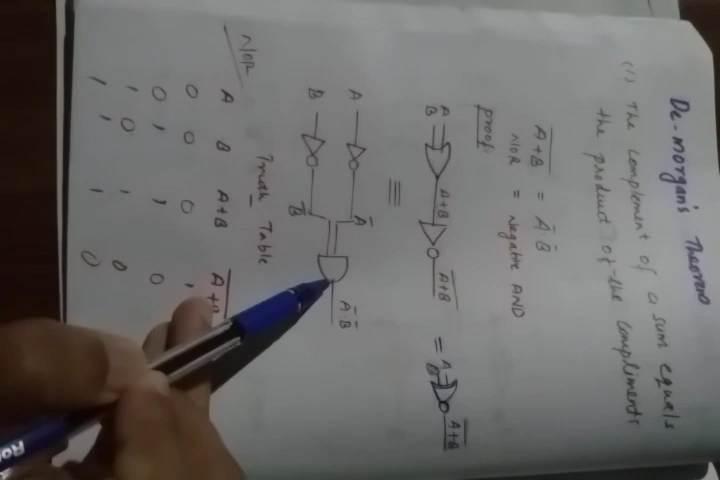 De-morgan's Theorem
(1) The complement of a sum equals
the product of the compliments
A̅+̅B̅ = A̅ B̅
NOR = Negative AND
proof
A
B
A+B
A̅+̅B̅
=
A
B
A̅+̅B̅
≡
A
A̅
B
B̅
A̅ B̅
Truth Table
NOR
A B A+B A̅+̅B̅
0 0 0 1
0 1 1 0
1 0 1 0
1 1 1 0